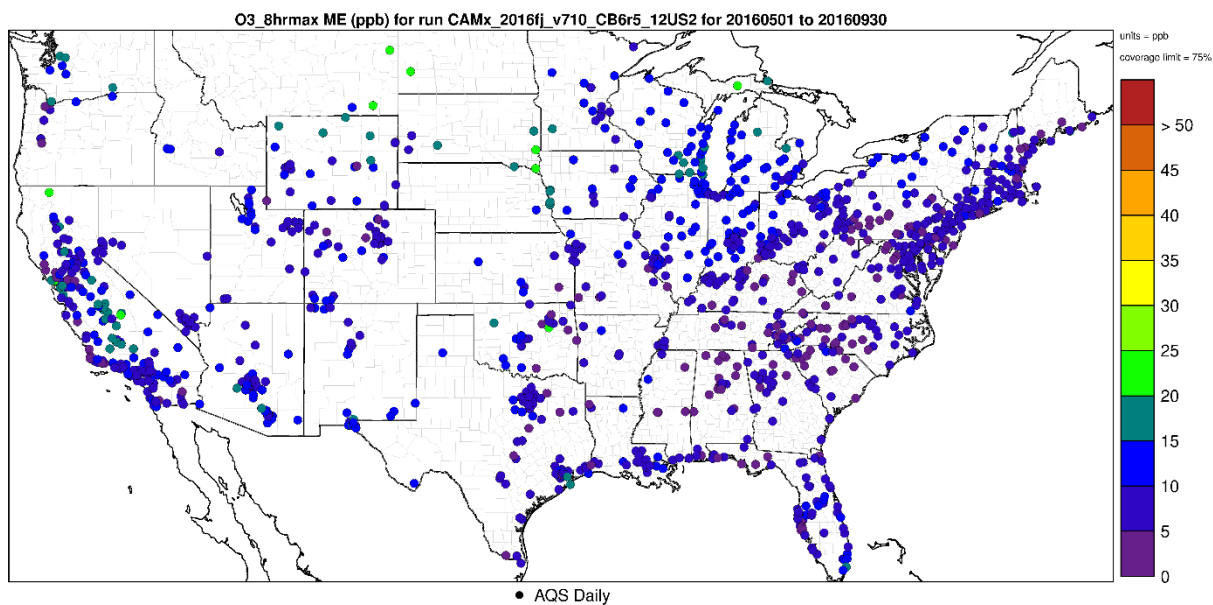 O3_8hrmax ME (ppb) for run CAMx_2016fj_v710_CB6r5_12US2 for 20160501 to 20160930
units = ppb
coverage limit = 75%
> 50
45
40
35
30
25
20
15
10
5
0
AQS Daily